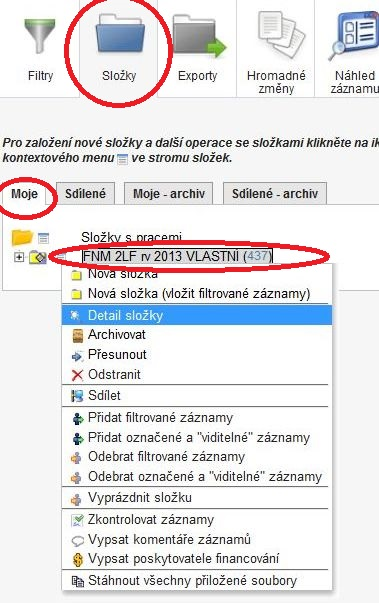 Filtry
Složky
Exporty
Hromadné
změny
Náhled
záznamu
Pro založení nové složky a další operace se složkami klikněte na ik
kontextového menu ve stromu složek.
Moje
Sdílené
Moje - archiv
Sdílené - archiv
Složky s pracemi
FNM 2LF rv 2013 VLASTNÍ (437)
Nová složka
Nová složka (vložit filtrované záznamy)
Detail složky
Archivovat
Přesunout
Odstranit
Sdílet
Přidat filtrované záznamy
Přidat označené a "viditelné" záznamy
Odebrat filtrované záznamy
Odebrat označené a "viditelné" záznamy
Vyprázdnit složku
Zkontrolovat záznamy
Vypsat komentáře záznamů
Vypsat poskytovatele financování
Stáhnout všechny přiložené soubory